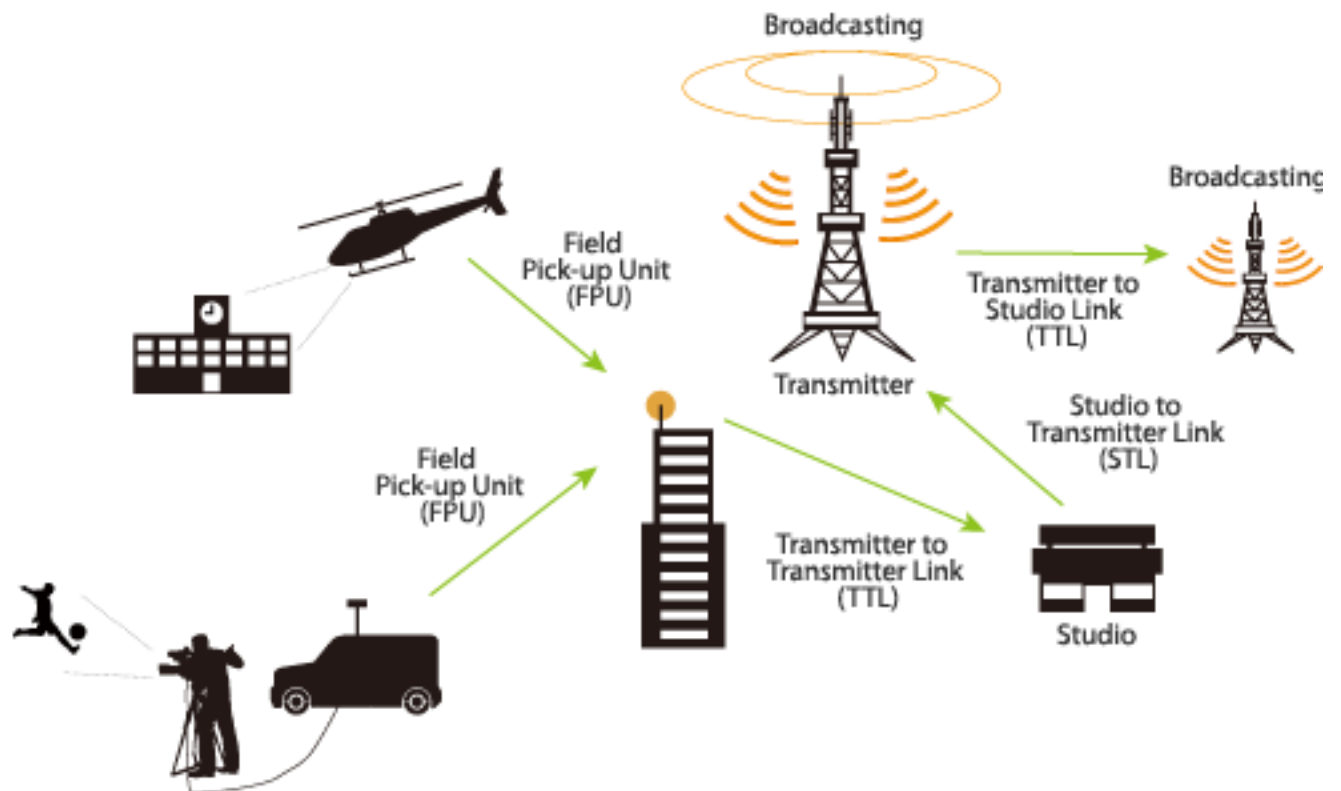 Broadcasting
Broadcasting
Field
Pick-up Unit
(FPU)
Transmitter to
Studio Link
(TTL)
Transmitter
Studio to
Transmitter Link
(STL)
Field
Pick-up Unit
(FPU)
Transmitter to
Transmitter Link
(TTL)
Studio